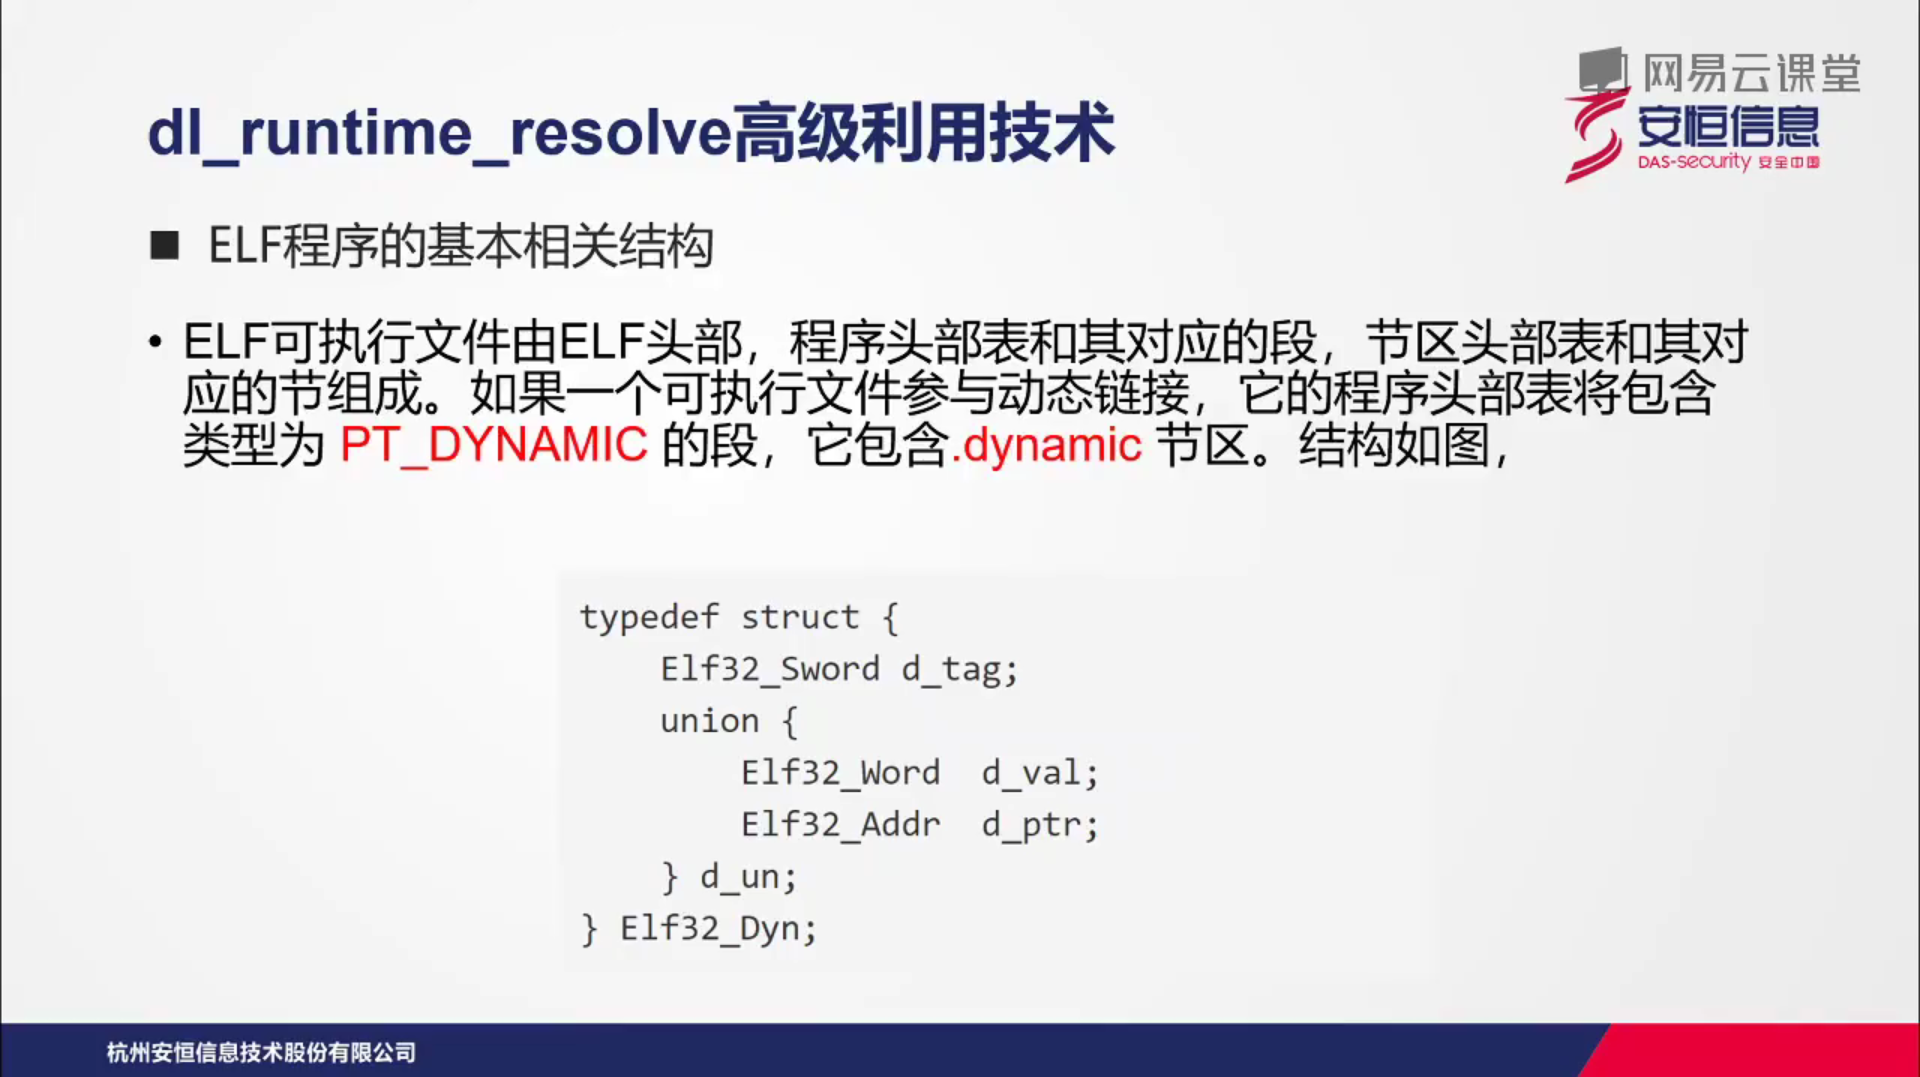 网易云课堂
安恒信息
DAS-security 安全中国
dl_runtime_resolve高级利用技术
■ ELF程序的基本相关结构
• ELF可执行文件由ELF头部，程序头部表和其对应的段，节区头部表和其对
应的节组成。如果一个可执行文件参与动态链接，它的程序头部表将包含
类型为 PT_DYNAMIC 的段，它包含.dynamic 节区。结构如图，
typedef struct {
    Elf32_Sword d_tag;
    union {
        Elf32_Word  d_val;
        Elf32_Addr  d_ptr;
    } d_un;
} Elf32_Dyn;
杭州安恒信息技术股份有限公司